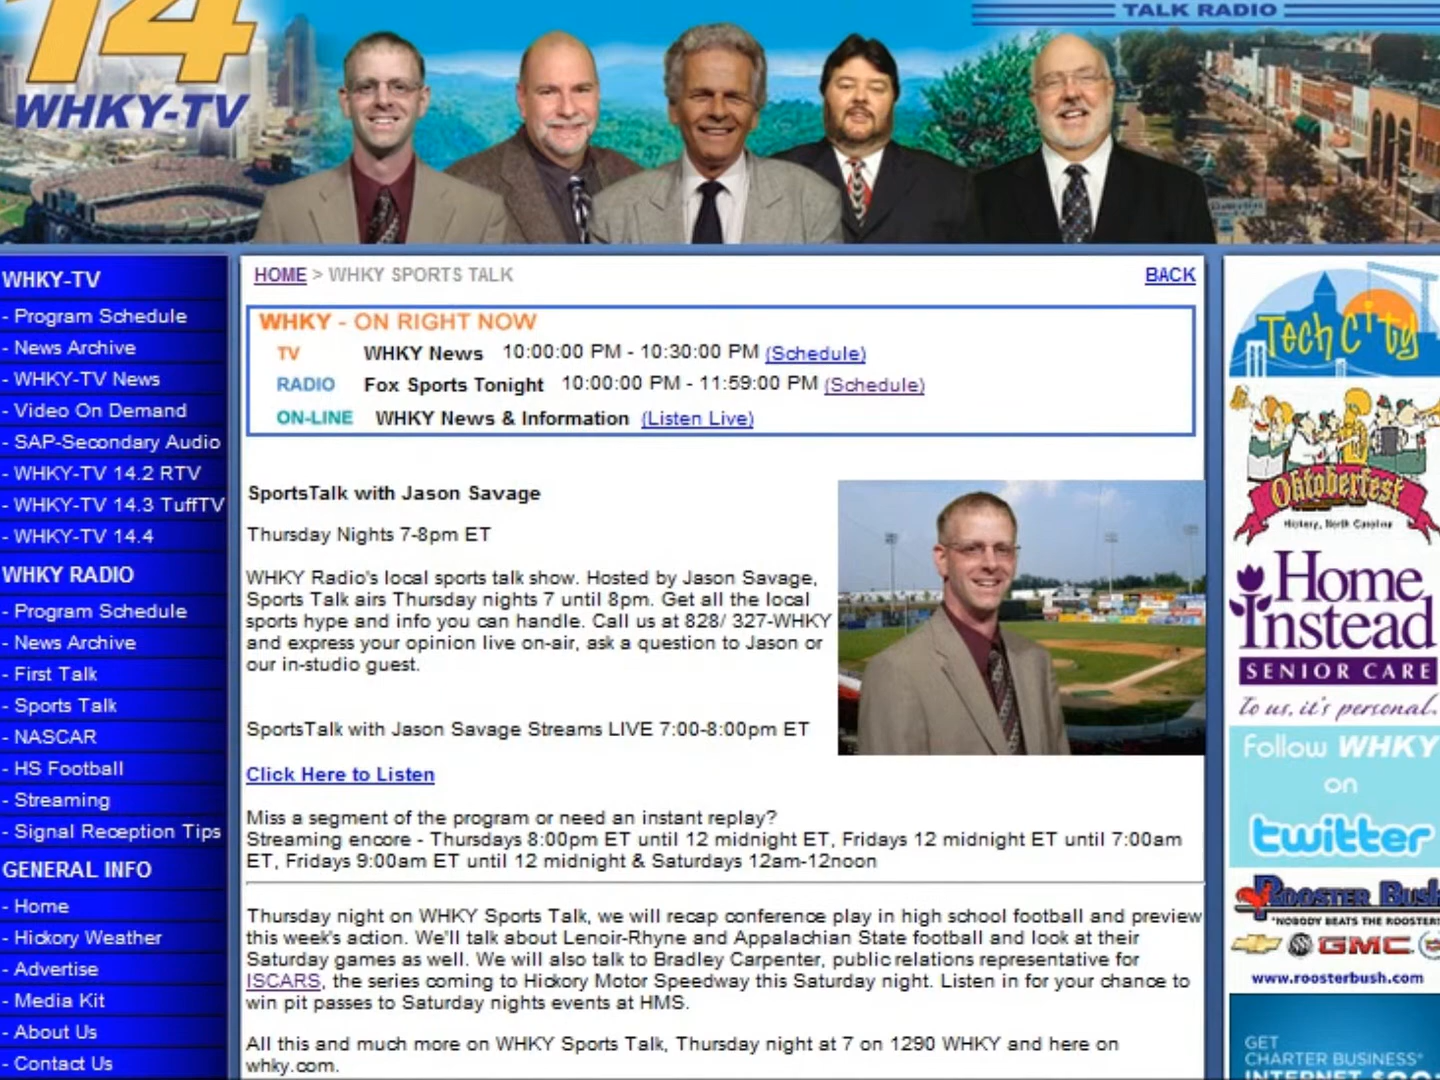 14
WHKY-TV
TALK RADIO
WHKY-TV
- Program Schedule
- News Archive
- WHKY-TV News
- Video On Demand
- SAP-Secondary Audio
- WHKY-TV 14.2 RTV
- WHKY-TV 14.3 TuffTV
- WHKY-TV 14.4
WHKY RADIO
- Program Schedule
- News Archive
- First Talk
- Sports Talk
- NASCAR
- HS Football
- Streaming
- Signal Reception Tips
GENERAL INFO
- Home
- Hickory Weather
- Advertise
- Media Kit
- About Us
- Contact Us
HOME > WHKY SPORTS TALK BACK
WHKY - ON RIGHT NOW
TV WHKY News 10:00:00 PM - 10:30:00 PM (Schedule)
RADIO Fox Sports Tonight 10:00:00 PM - 11:59:00 PM (Schedule)
ON-LINE WHKY News & Information (Listen Live)
SportsTalk with Jason Savage
Thursday Nights 7-8pm ET
WHKY Radio's local sports talk show. Hosted by Jason Savage,
Sports Talk airs Thursday nights 7 until 8pm. Get all the local
sports hype and info you can handle. Call us at 828/ 327-WHKY
and express your opinion live on-air, ask a question to Jason or
our in-studio guest.
SportsTalk with Jason Savage Streams LIVE 7:00-8:00pm ET
Click Here to Listen
Miss a segment of the program or need an instant replay?
Streaming encore - Thursdays 8:00pm ET until 12 midnight ET, Fridays 12 midnight ET until 7:00am
ET, Fridays 9:00am ET until 12 midnight & Saturdays 12am-12noon
Thursday night on WHKY Sports Talk, we will recap conference play in high school football and preview
this week's action. We'll talk about Lenoir-Rhyne and Appalachian State football and look at their
Saturday games as well. We will also talk to Bradley Carpenter, public relations representative for
ISCARS, the series coming to Hickory Motor Speedway this Saturday night. Listen in for your chance to
win pit passes to Saturday nights events at HMS.
All this and much more on WHKY Sports Talk, Thursday night at 7 on 1290 WHKY and here on
whky.com.
Tech City
Oktoberfest
Hickory, North Carolina
Home
Instead
SENIOR CARE
To us, it's personal.
Follow WHKY
on
twitter
ROOSTER BUSH
"NOBODY BEATS THE ROOSTER!
GMC
www.roosterbush.com
GET
CHARTER BUSINESS®
INTERNET